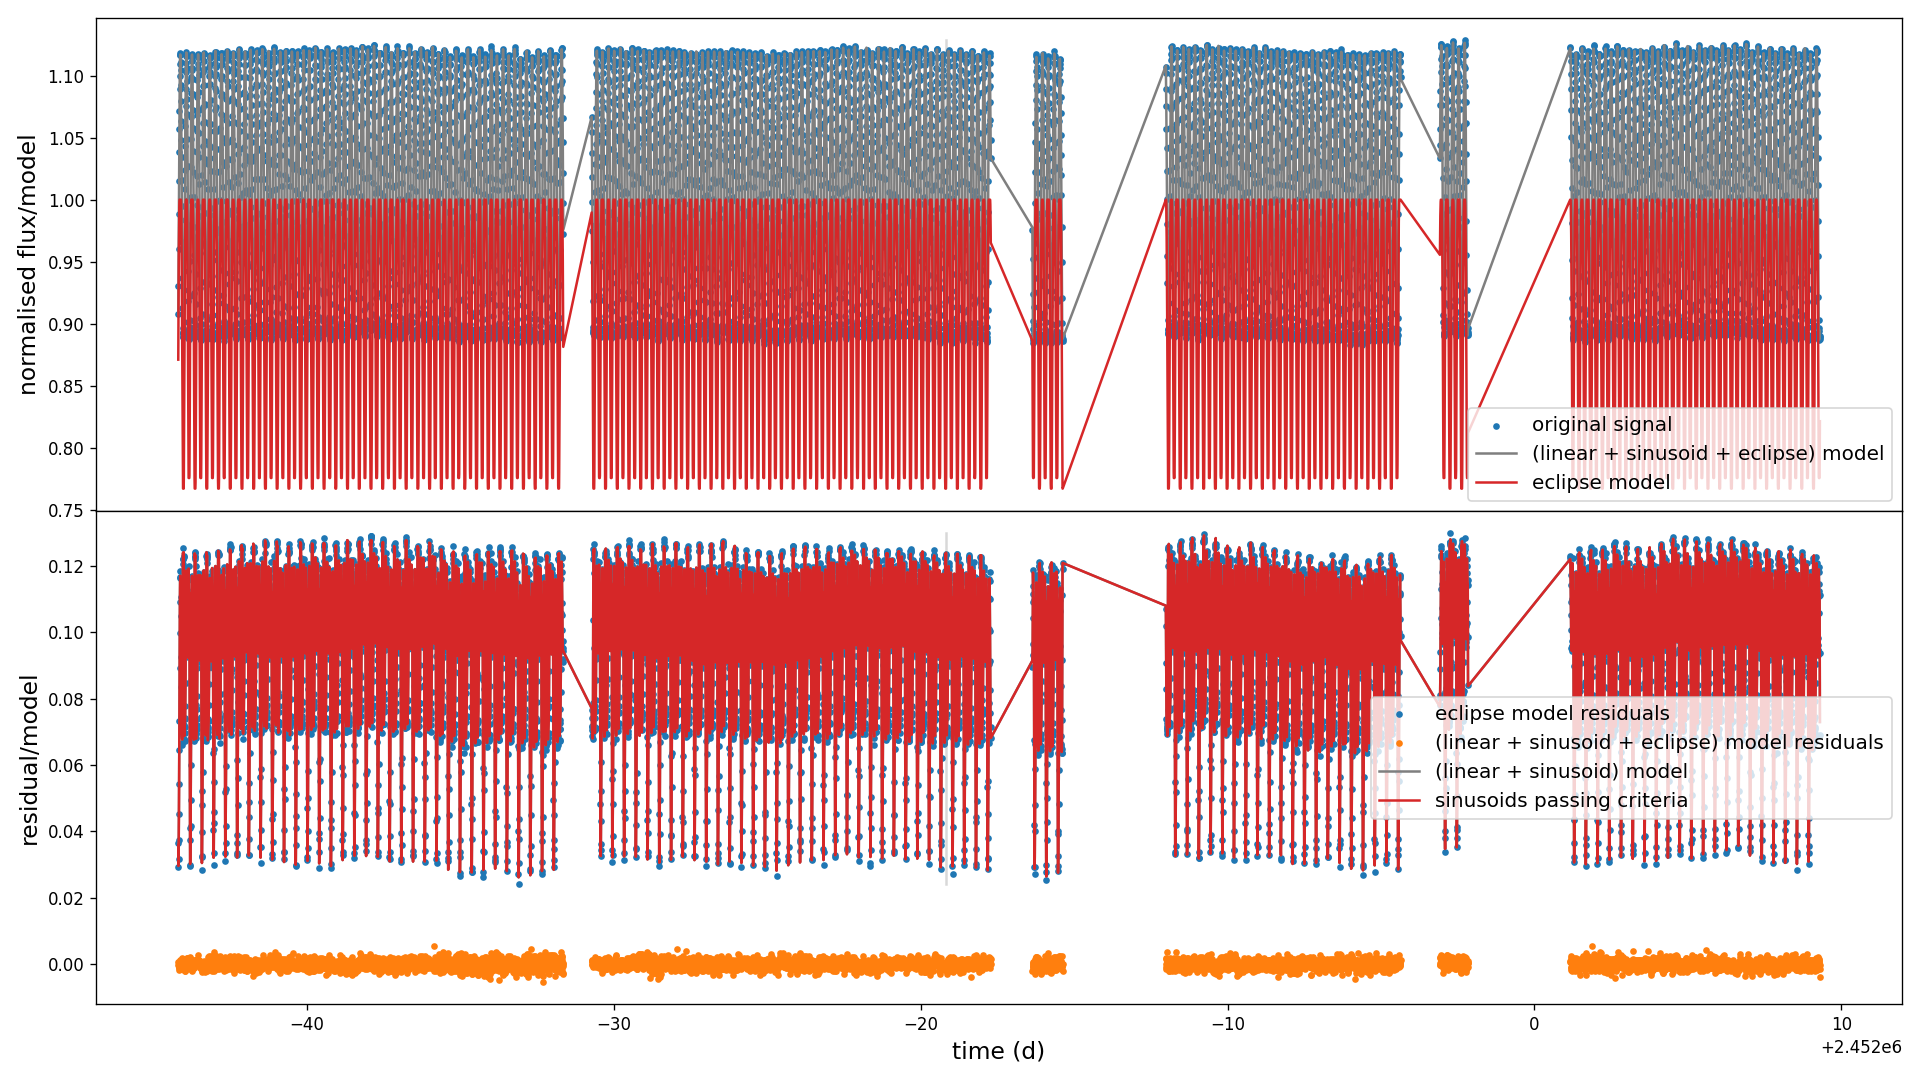 normalised flux/model
1.10
1.05
1.00
0.95
0.90
0.85
0.80
0.75
original signal
(linear + sinusoid + eclipse) model
eclipse model
residual/model
0.12
0.10
0.08
0.06
0.04
0.02
0.00
eclipse model residuals
(linear + sinusoid + eclipse) model residuals
(linear + sinusoid) model
sinusoids passing criteria
−40 −30 −20 −10 0 10
+2.452e6
time (d)